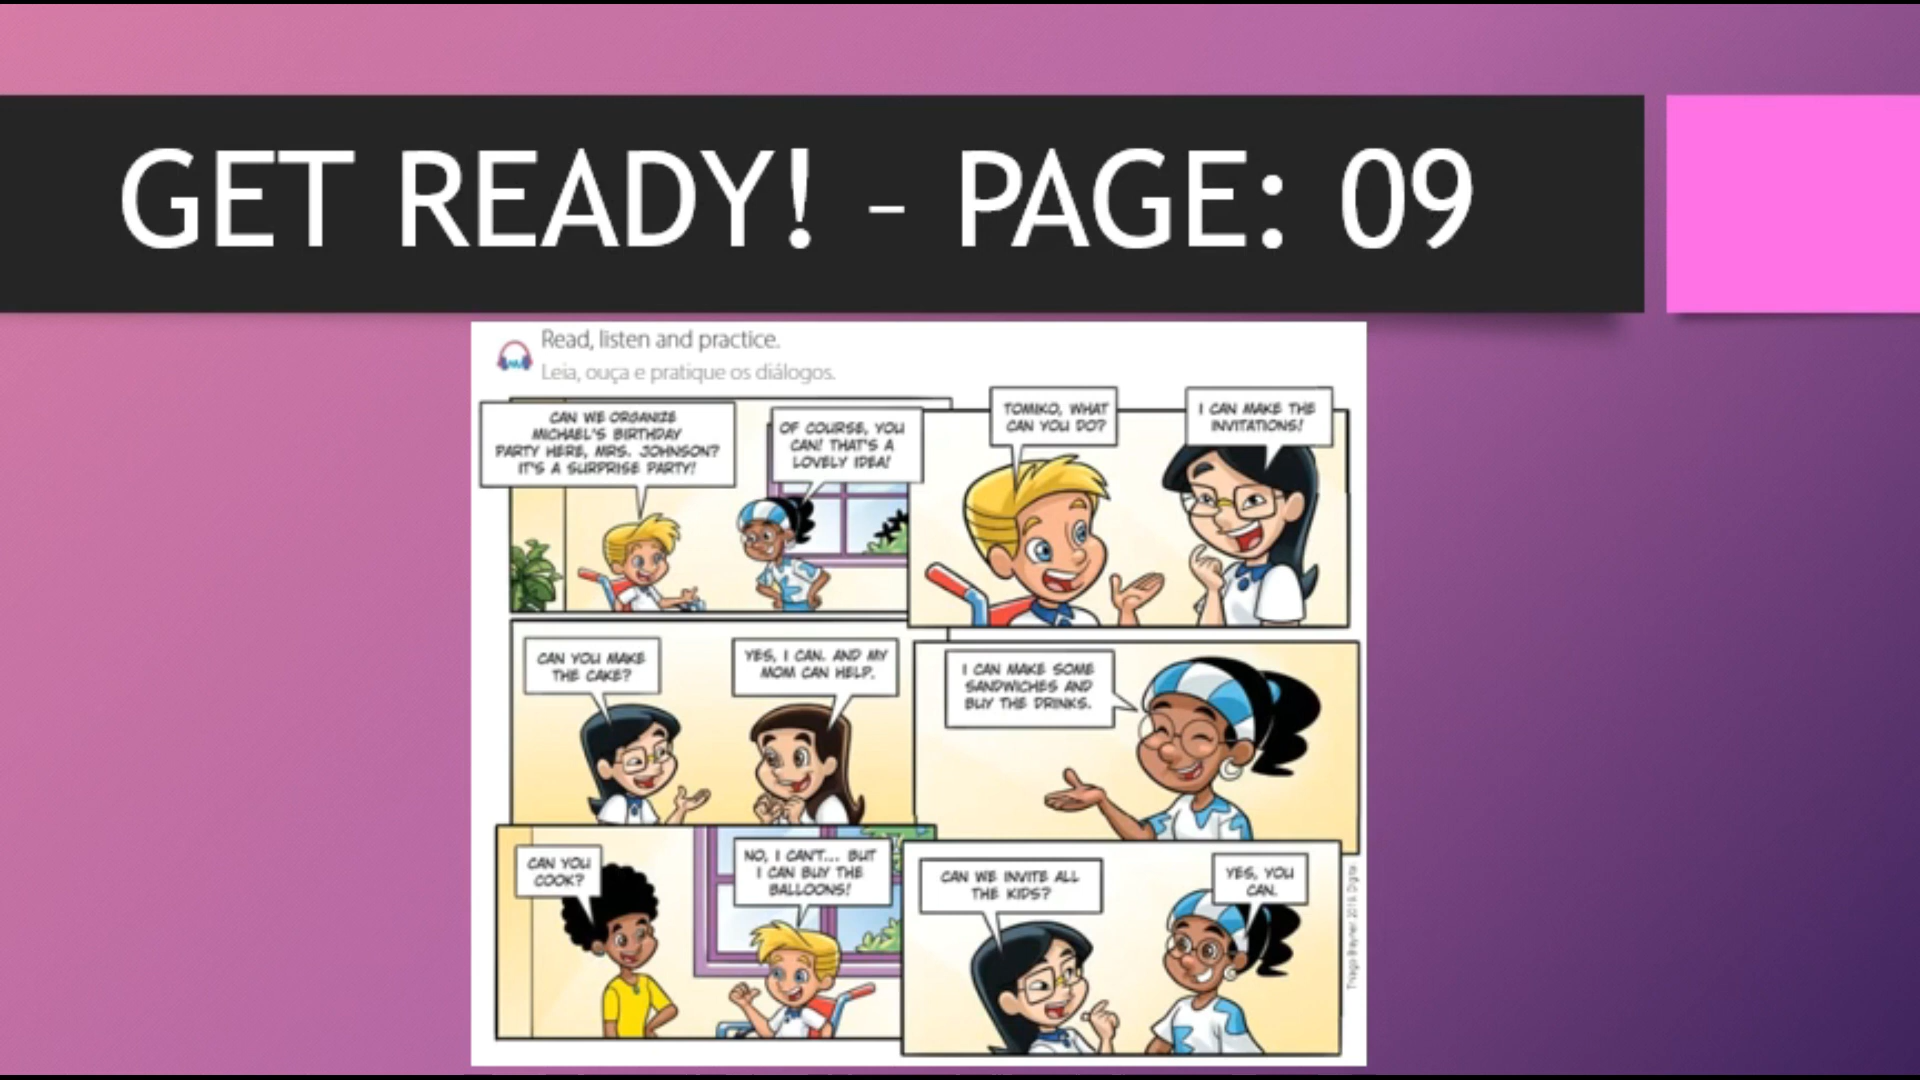 GET READY! - PAGE: 09
Read, listen and practice.
Leia, ouça e pratique os diálogos.
CAN WE ORGANIZE
MICHAEL'S BIRTHDAY
PARTY HERE, MRS. JOHNSON?
IT'S A SURPRISE PARTY!
OF COURSE, YOU
CAN! THAT'S A
LOVELY IDEA!
TOMIKO, WHAT
CAN YOU DO?
I CAN MAKE THE
INVITATIONS!
CAN YOU MAKE
THE CAKE?
YES, I CAN. AND MY
MOM CAN HELP.
I CAN MAKE SOME
SANDWICHES AND
BUY THE DRINKS.
CAN YOU
COOK?
NO, I CAN'T... BUT
I CAN BUY THE
BALLOONS!
CAN WE INVITE ALL
THE KIDS?
YES, YOU
CAN.